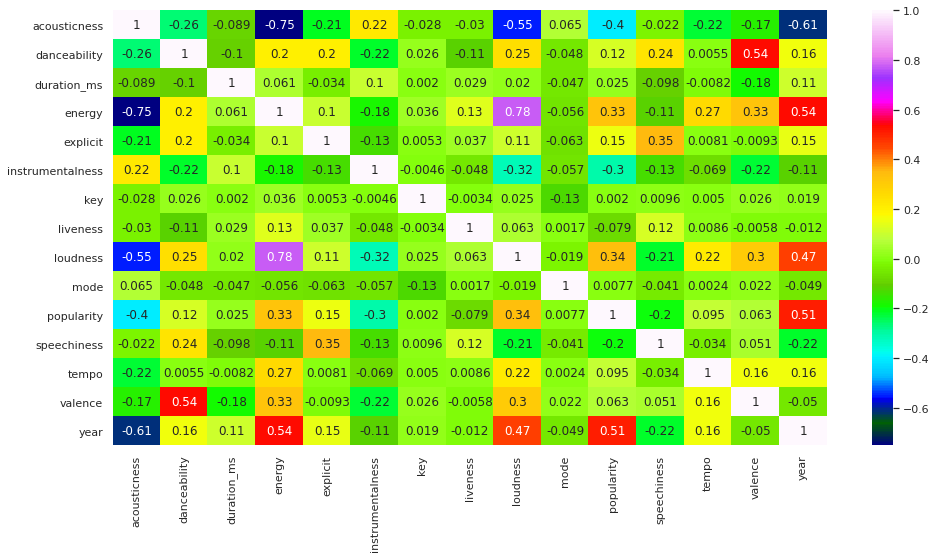 acousticness 1 -0.26 -0.089 -0.75 -0.21 0.22 -0.028 -0.03 -0.55 0.065 -0.4 -0.022 -0.22 -0.17 -0.61
danceability -0.26 1 -0.1 0.2 0.2 -0.22 0.026 -0.11 0.25 -0.048 0.12 0.24 0.0055 0.54 0.16
duration_ms -0.089 -0.1 1 0.061 -0.034 0.1 0.002 0.029 0.02 -0.047 0.025 -0.098 -0.0082 -0.18 0.11
energy -0.75 0.2 0.061 1 0.1 -0.18 0.036 0.13 0.78 -0.056 0.33 -0.11 0.27 0.33 0.54
explicit -0.21 0.2 -0.034 0.1 1 -0.13 0.0053 0.037 0.11 -0.063 0.15 0.35 0.0081 -0.0093 0.15
instrumentalness 0.22 -0.22 0.1 -0.18 -0.13 1 -0.0046 -0.048 -0.32 -0.057 -0.3 -0.13 -0.069 -0.22 -0.11
key -0.028 0.026 0.002 0.036 0.0053 -0.0046 1 -0.0034 0.025 -0.13 0.002 0.0096 0.005 0.026 0.019
liveness -0.03 -0.11 0.029 0.13 0.037 -0.048 -0.0034 1 0.063 0.0017 -0.079 0.12 0.0086 -0.0058 -0.012
loudness -0.55 0.25 0.02 0.78 0.11 -0.32 0.025 0.063 1 -0.019 0.34 -0.21 0.22 0.3 0.47
mode 0.065 -0.048 -0.047 -0.056 -0.063 -0.057 -0.13 0.0017 -0.019 1 0.0077 -0.041 0.0024 0.022 -0.049
popularity -0.4 0.12 0.025 0.33 0.15 -0.3 0.002 -0.079 0.34 0.0077 1 -0.2 0.095 0.063 0.51
speechiness -0.022 0.24 -0.098 -0.11 0.35 -0.13 0.0096 0.12 -0.21 -0.041 -0.2 1 -0.034 0.051 -0.22
tempo -0.22 0.0055 -0.0082 0.27 0.0081 -0.069 0.005 0.0086 0.22 0.0024 0.095 -0.034 1 0.16 0.16
valence -0.17 0.54 -0.18 0.33 -0.0093 -0.22 0.026 -0.0058 0.3 0.022 0.063 0.051 0.16 1 -0.05
year -0.61 0.16 0.11 0.54 0.15 -0.11 0.019 -0.012 0.47 -0.049 0.51 -0.22 0.16 -0.05 1
acousticness danceability duration_ms energy explicit instrumentalness key liveness loudness mode popularity speechiness tempo valence year
1.0
0.8
0.6
0.4
0.2
0.0
−0.2
−0.4
−0.6